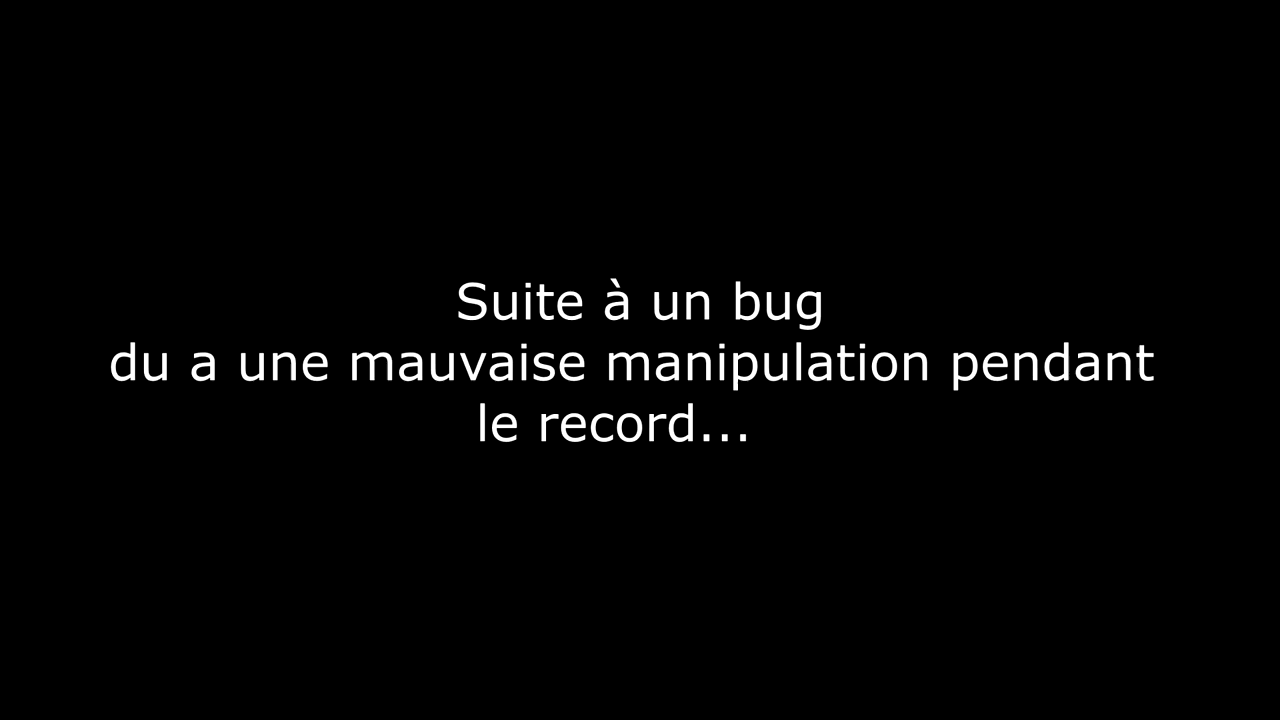 Suite à un bug
du a une mauvaise manipulation pendant
le record...